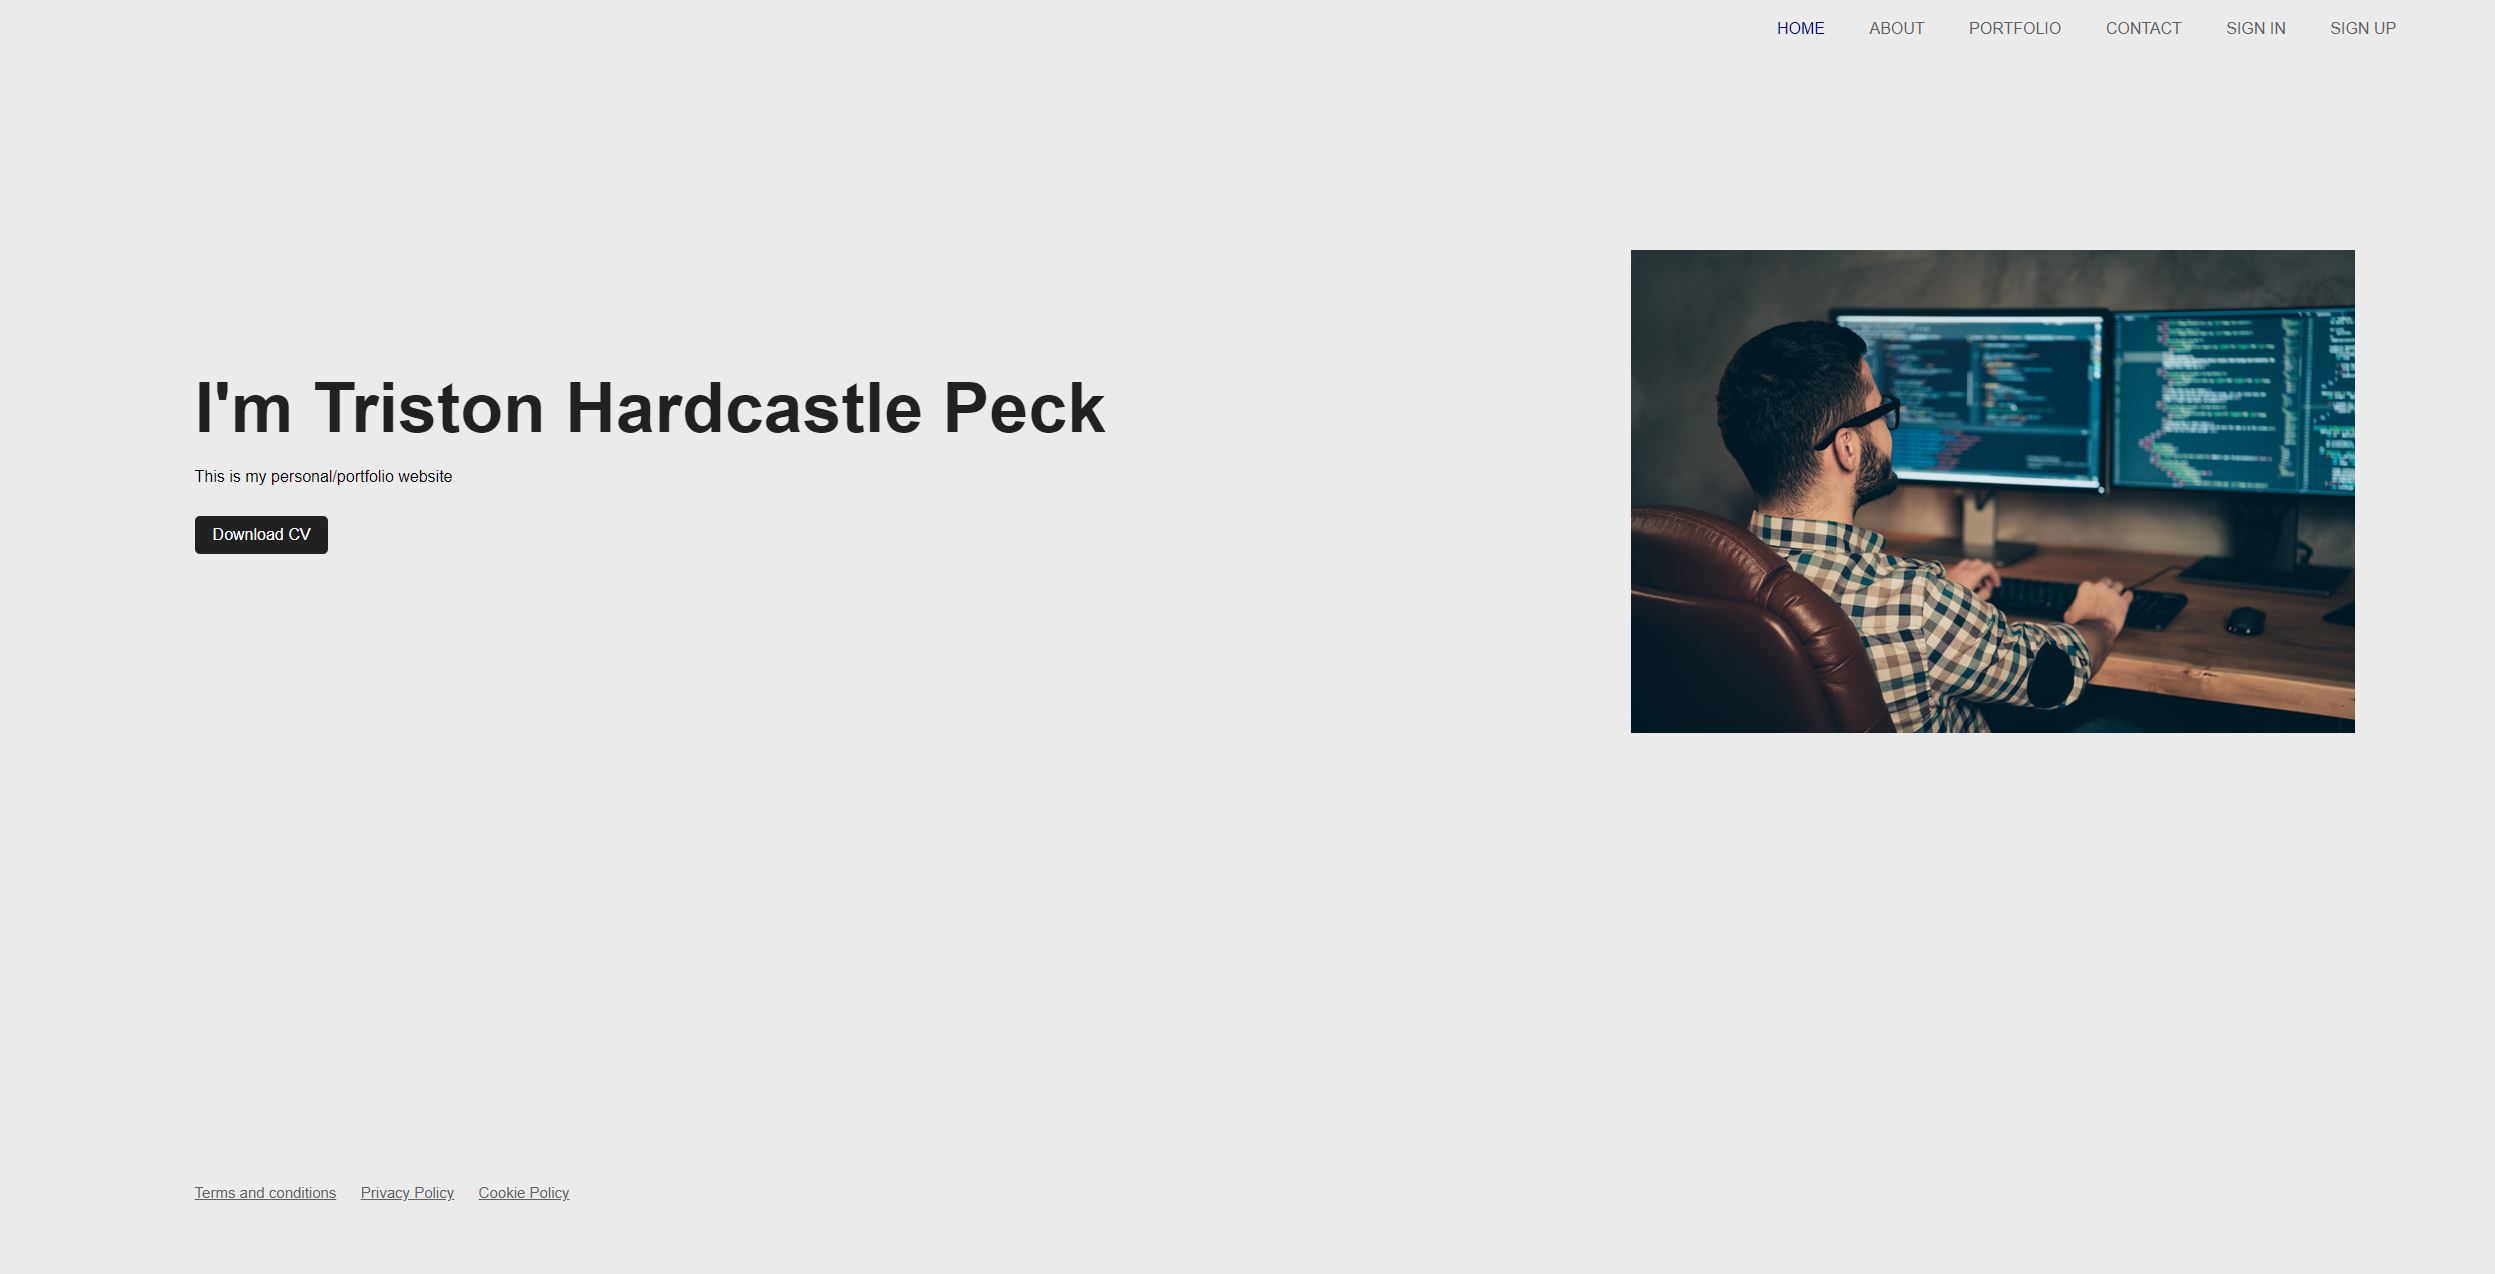 HOME ABOUT PORTFOLIO CONTACT SIGN IN SIGN UP
I'm Triston Hardcastle Peck
This is my personal/portfolio website
Download CV
Terms and conditions Privacy Policy Cookie Policy